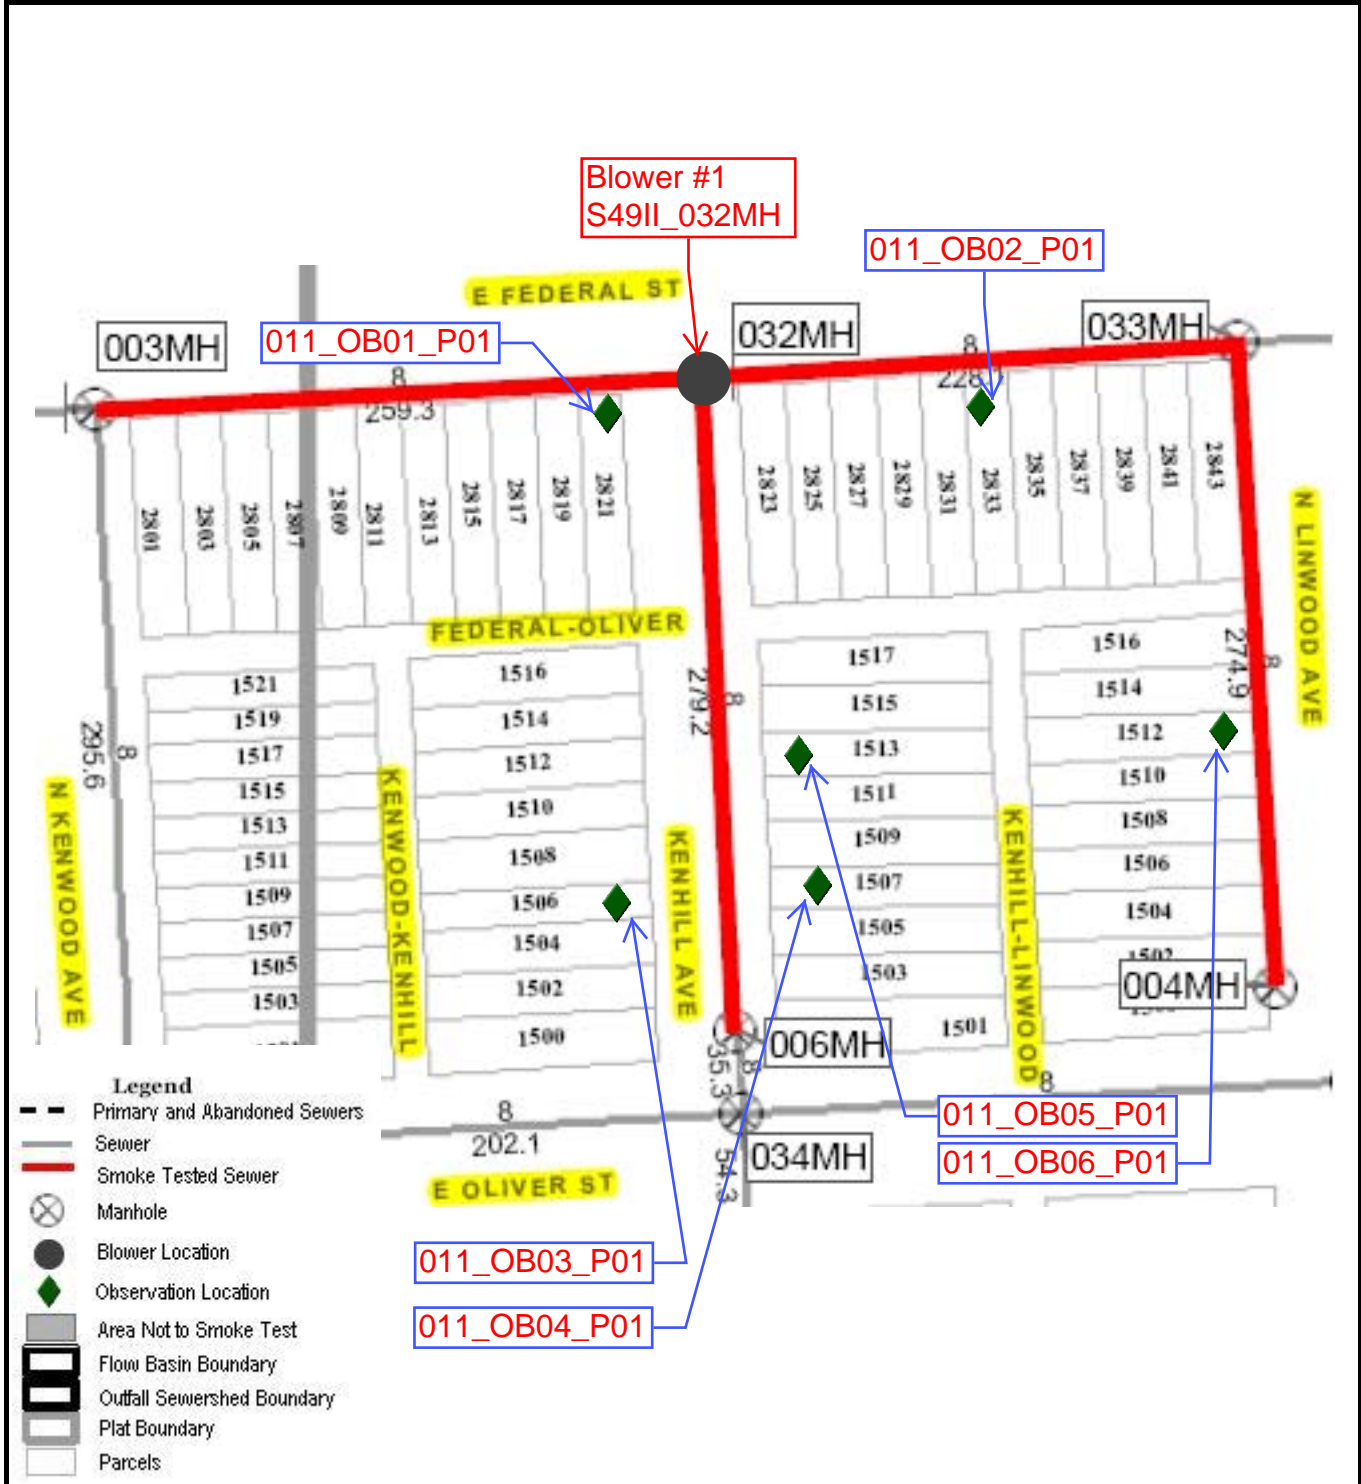 Blower #1
S49II_032MH
011_OB02_P01
E FEDERAL ST
003MH
011_OB01_P01
032MH
033MH
8
259.3
8
228.1
2801
2803
2805
2807
2809
2811
2813
2815
2817
2819
2821
2823
2825
2827
2829
2831
2833
2835
2837
2839
2841
2843
N LINWOOD AVE
FEDERAL-OLIVER
1521
1519
1517
1515
1513
1511
1509
1507
1505
1503
1516
1514
1512
1510
1508
1506
1504
1502
1500
279.2
8
1517
1515
1513
1511
1509
1507
1505
1503
1501
1516
1514
1512
1510
1508
1506
1504
1502
274.9
8
295.6
8
N KENWOOD AVE
KENWOOD-KENHILL
KENHILL AVE
KENHILL-LINWOOD
004MH
006MH
35.3
8
8
8
202.1
034MH
54.3
E OLIVER ST
011_OB05_P01
011_OB06_P01
011_OB03_P01
011_OB04_P01
Legend
Primary and Abandoned Sewers
Sewer
Smoke Tested Sewer
Manhole
Blower Location
Observation Location
Area Not to Smoke Test
Flow Basin Boundary
Outfall Sewershed Boundary
Plat Boundary
Parcels